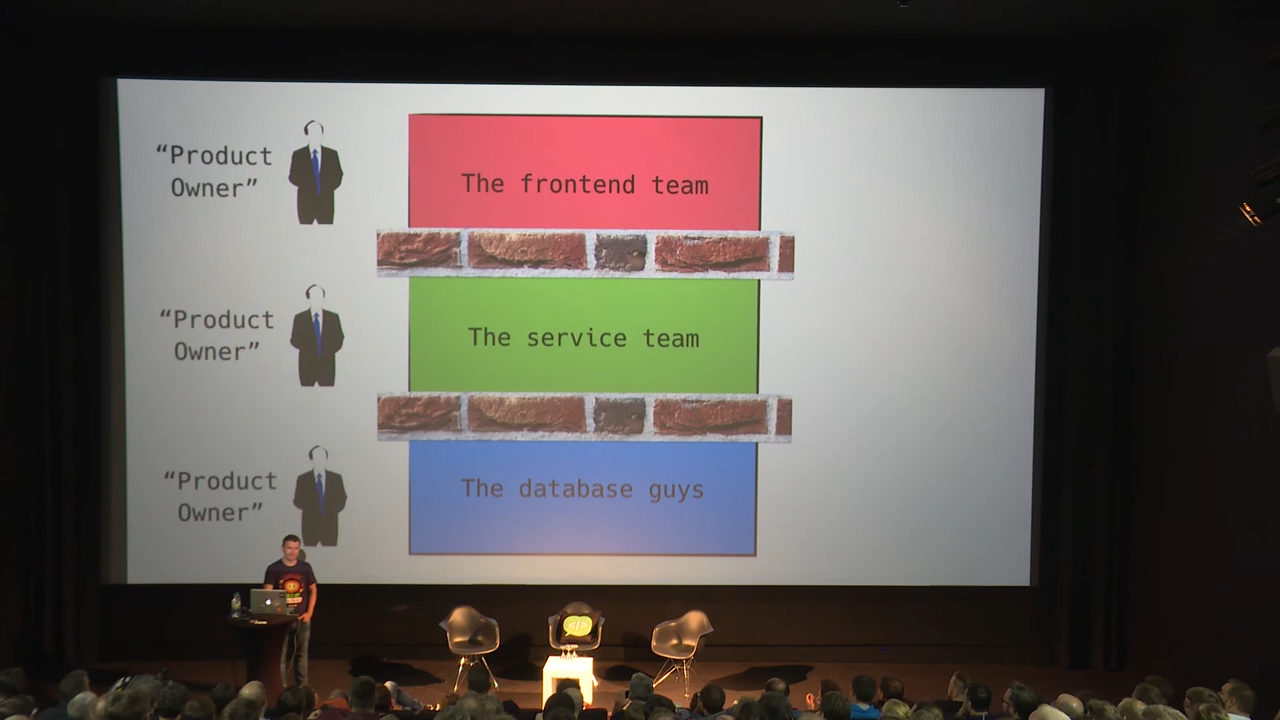 “Product
Owner”
The frontend team
“Product
Owner”
The service team
“Product
Owner”
The database guys
</>